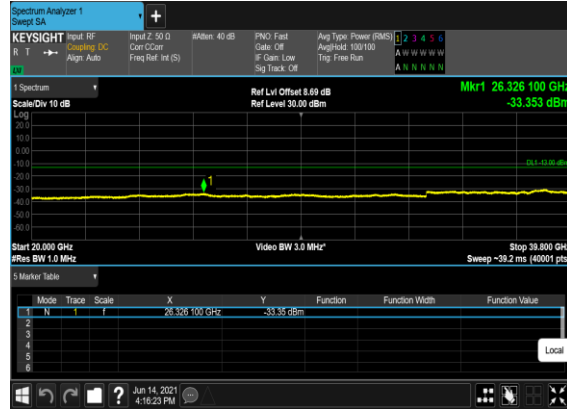 Spectrum Analyzer 1
Swept SA
+
KEYSIGHT
R T
LW
Input: RF
Coupling: DC
Align: Auto
Input Z: 50 Ω
Corr CCorr
Freq Ref: Int (S)
#Atten: 40 dB
PNO: Fast
Gate: Off
IF Gain: Low
Sig Track: Off
Avg Type: Power (RMS)
Avg|Hold: 100/100
Trig: Free Run
1 2 3 4 5 6
A W W W W W
A N N N N N
1 Spectrum
Scale/Div 10 dB
Ref Lvl Offset 8.69 dB
Ref Level 30.00 dBm
Mkr1 26.326 100 GHz
-33.353 dBm
Log
20.0
10.0
0.00
-10.0
-20.0
-30.0
-40.0
-50.0
-60.0
DL1 -13.00 dBm
1
Start 20.000 GHz
#Res BW 1.0 MHz
Video BW 3.0 MHz*
Stop 39.800 GHz
Sweep ~39.2 ms (40001 pts)
5 Marker Table
Mode Trace Scale X Y Function Function Width Function Value
1 N 1 f 26.326 100 GHz -33.35 dBm
2
3
4
5
6
Local
?
Jun 14, 2021
4:16:23 PM